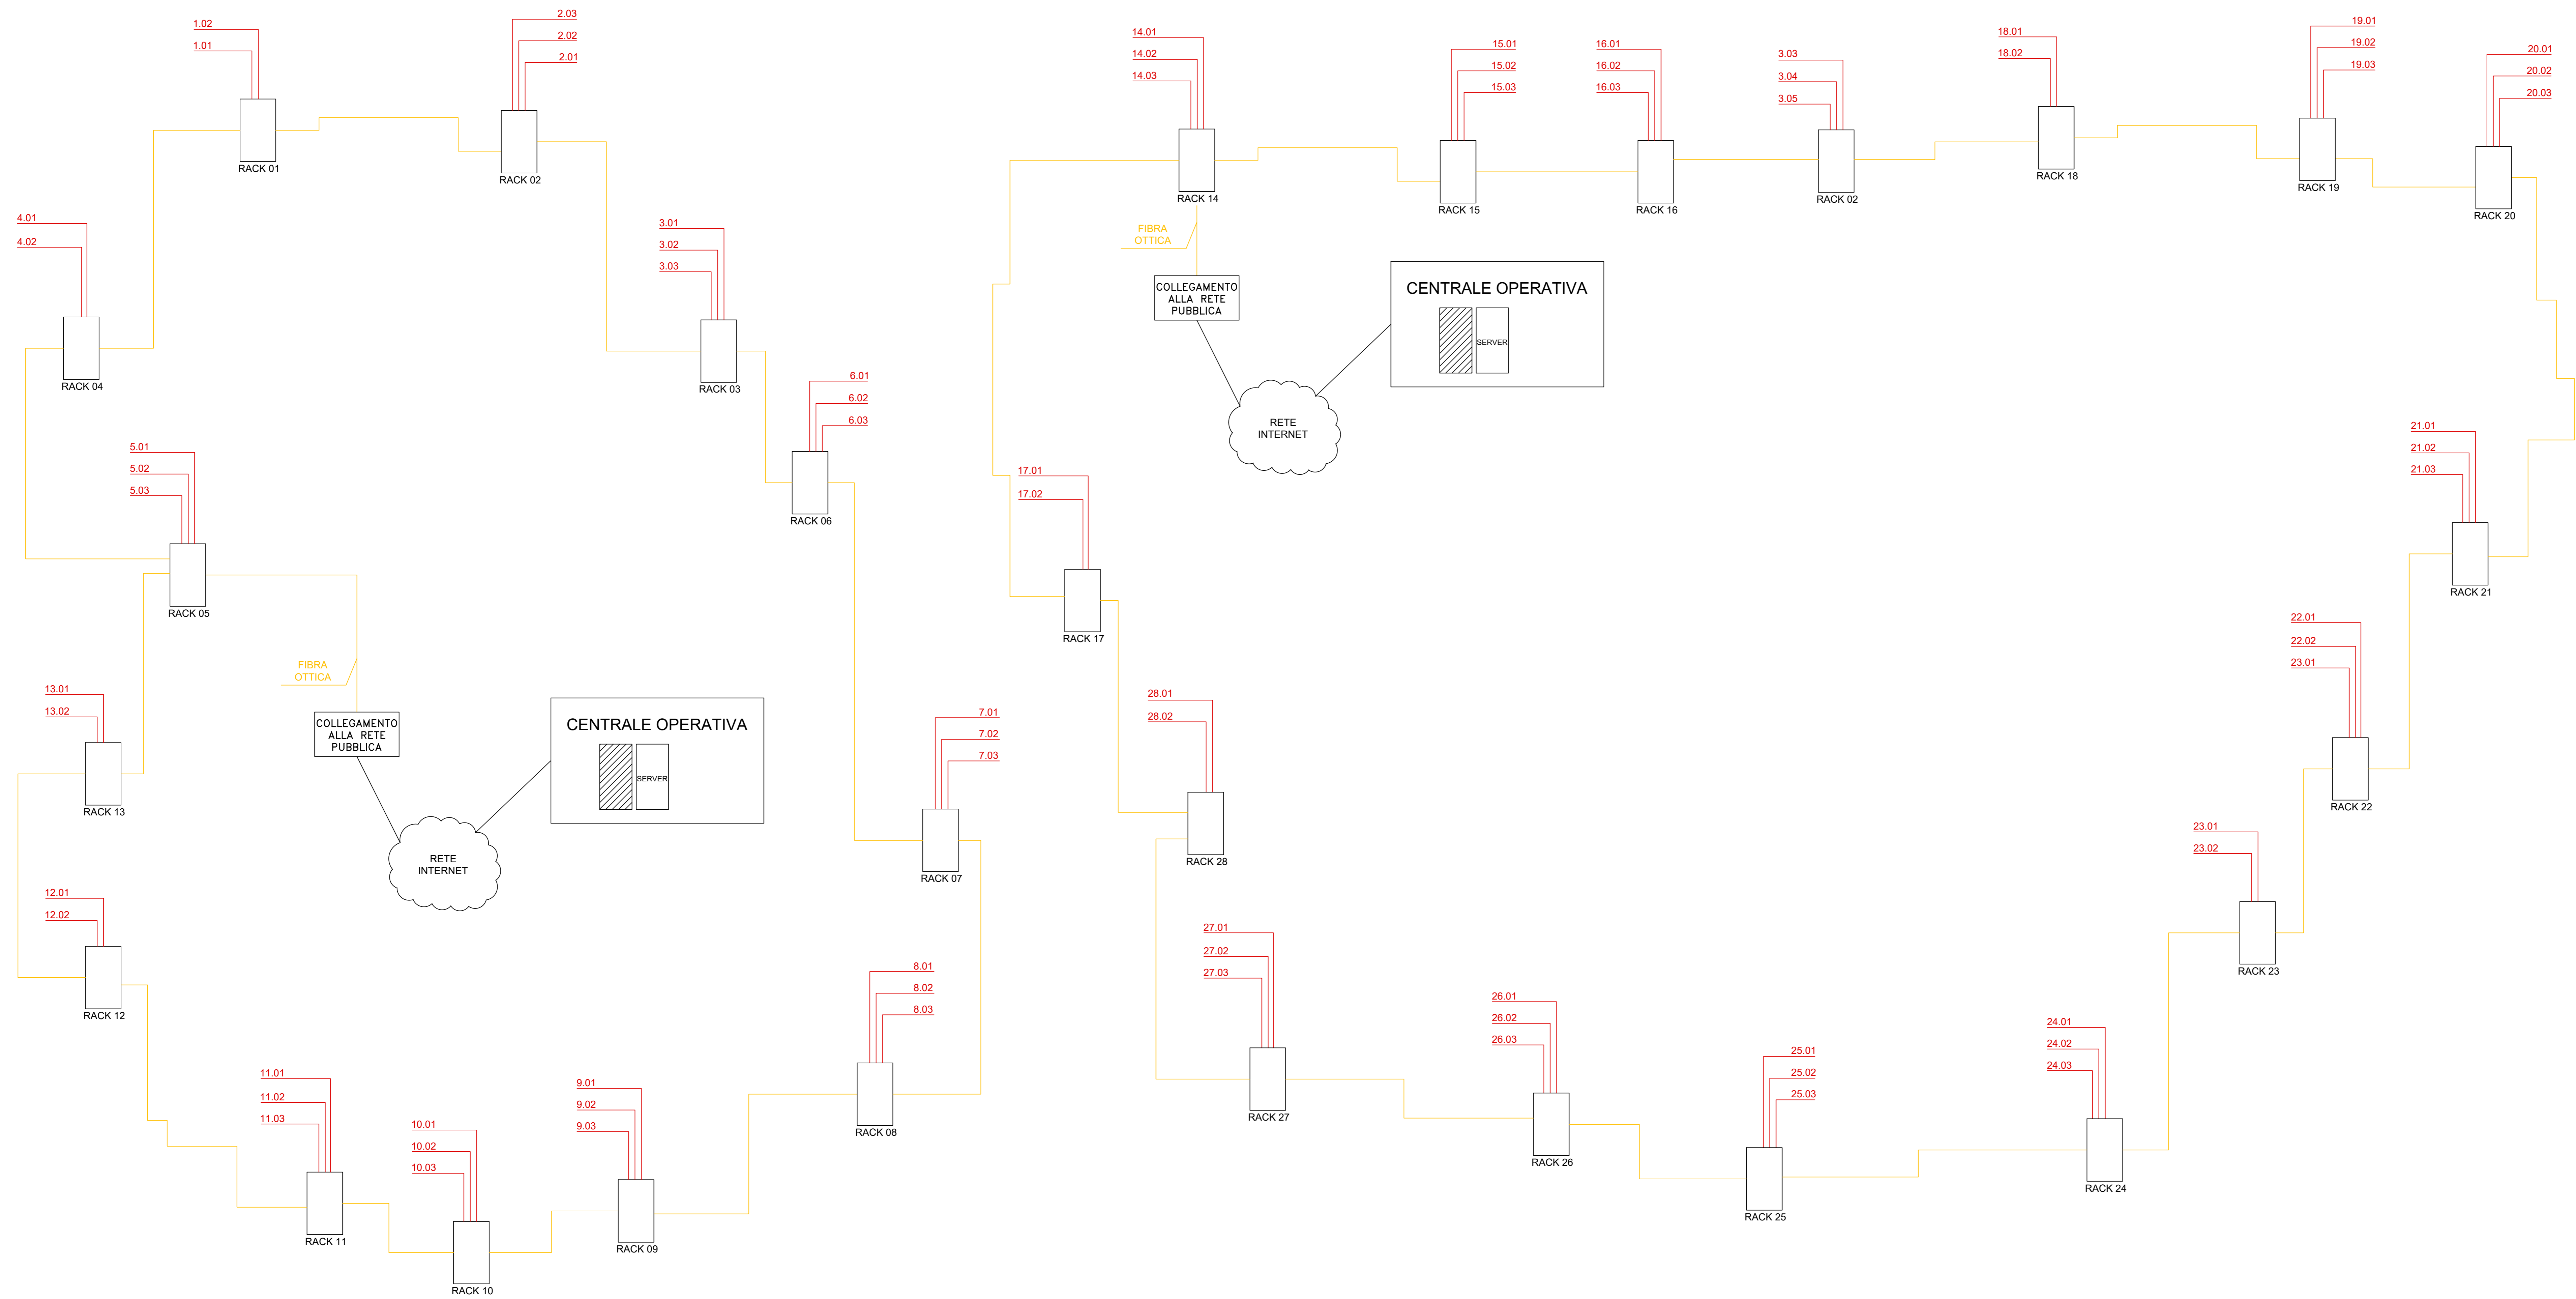 1.02
1.01
RACK 01
2.03
2.02
2.01
RACK 02
4.01
4.02
RACK 04
3.01
3.02
3.03
RACK 03
6.01
6.02
6.03
RACK 06
5.01
5.02
5.03
RACK 05
FIBRA
OTTICA
COLLEGAMENTO
ALLA RETE
PUBBLICA
CENTRALE OPERATIVA
SERVER
RETE
INTERNET
13.01
13.02
RACK 13
7.01
7.02
7.03
RACK 07
12.01
12.02
RACK 12
8.01
8.02
8.03
RACK 08
11.01
11.02
11.03
RACK 11
10.01
10.02
10.03
RACK 10
9.01
9.02
9.03
RACK 09
14.01
14.02
14.03
RACK 14
15.01
15.02
15.03
RACK 15
16.01
16.02
16.03
RACK 16
3.03
3.04
3.05
RACK 02
18.01
18.02
RACK 18
19.01
19.02
19.03
RACK 19
20.01
20.02
20.03
RACK 20
FIBRA
OTTICA
COLLEGAMENTO
ALLA RETE
PUBBLICA
CENTRALE OPERATIVA
SERVER
RETE
INTERNET
17.01
17.02
RACK 17
21.01
21.02
21.03
RACK 21
28.01
28.02
RACK 28
22.01
22.02
23.01
RACK 22
23.01
23.02
RACK 23
27.01
27.02
27.03
RACK 27
26.01
26.02
26.03
RACK 26
25.01
25.02
25.03
RACK 25
24.01
24.02
24.03
RACK 24